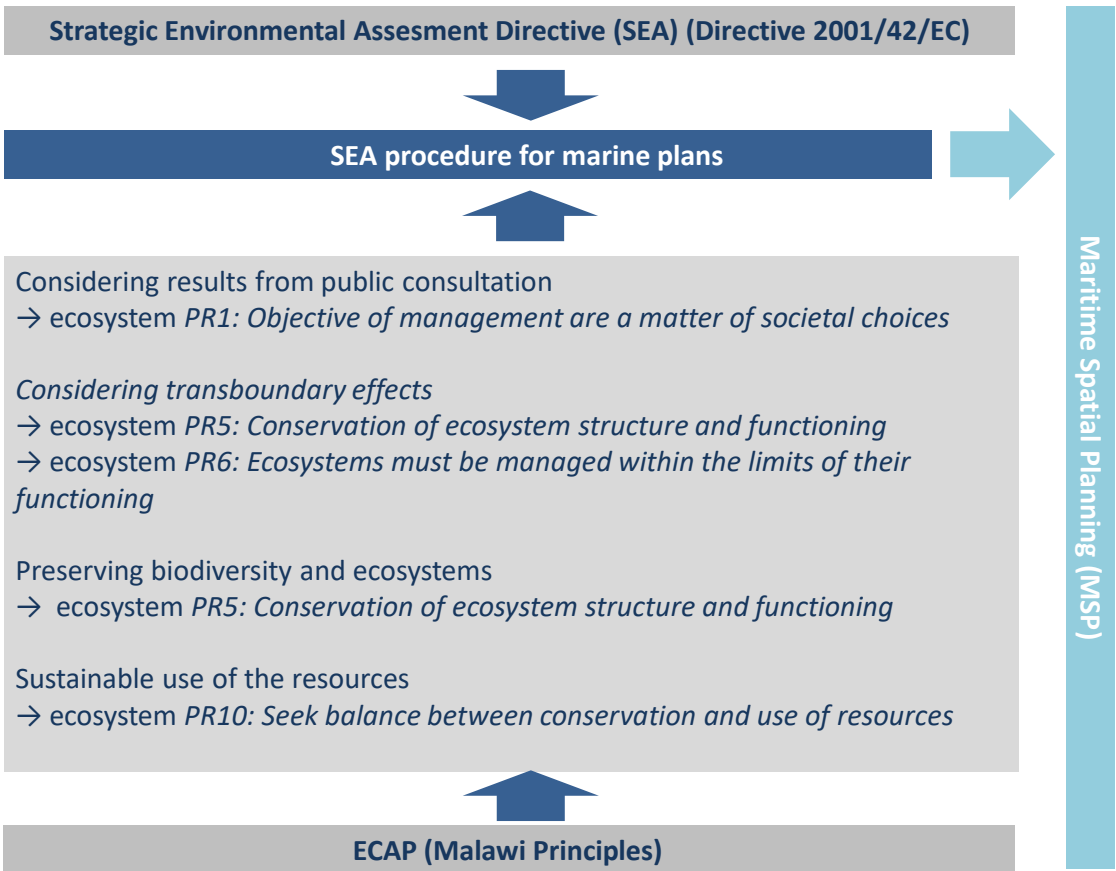 Strategic Environmental Assesment Directive (SEA) (Directive 2001/42/EC)
SEA procedure for marine plans
Considering results from public consultation
→ ecosystem PR1: Objective of management are a matter of societal choices
Considering transboundary effects
→ ecosystem PR5: Conservation of ecosystem structure and functioning
→ ecosystem PR6: Ecosystems must be managed within the limits of their
functioning
Preserving biodiversity and ecosystems
→ ecosystem PR5: Conservation of ecosystem structure and functioning
Sustainable use of the resources
→ ecosystem PR10: Seek balance between conservation and use of resources
ECAP (Malawi Principles)
Maritime Spatial Planning (MSP)